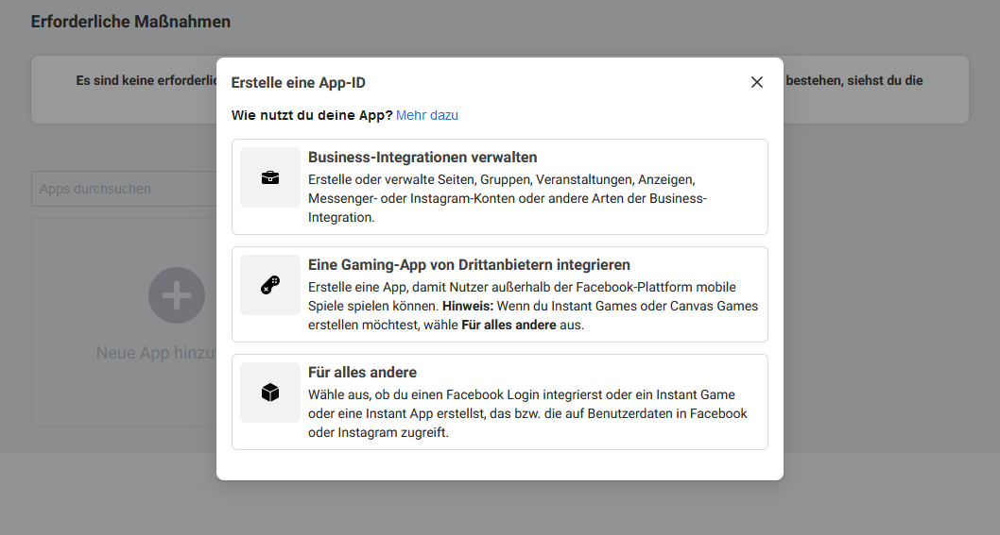 Erforderliche Maßnahmen
Es sind keine
bestehen, siehst du die
Erstelle eine App-ID
Wie nutzt du deine App? Mehr dazu
Business-Integrationen verwalten
Erstelle oder verwalte Seiten, Gruppen, Veranstaltungen, Anzeigen,
Messenger- oder Instagram-Konten oder andere Arten der Business-
Integration.
Eine Gaming-App von Drittanbietern integrieren
Erstelle eine App, damit Nutzer außerhalb der Facebook-Plattform mobile
Spiele spielen können. Hinweis: Wenn du Instant Games oder Canvas Games
erstellen möchtest, wähle Für alles andere aus.
Für alles andere
Wähle aus, ob du einen Facebook Login integrierst oder ein Instant Game
oder eine Instant App erstellst, das bzw. die auf Benutzerdaten in Facebook
oder Instagram zugreift.
Apps durchsuchen
Neue App